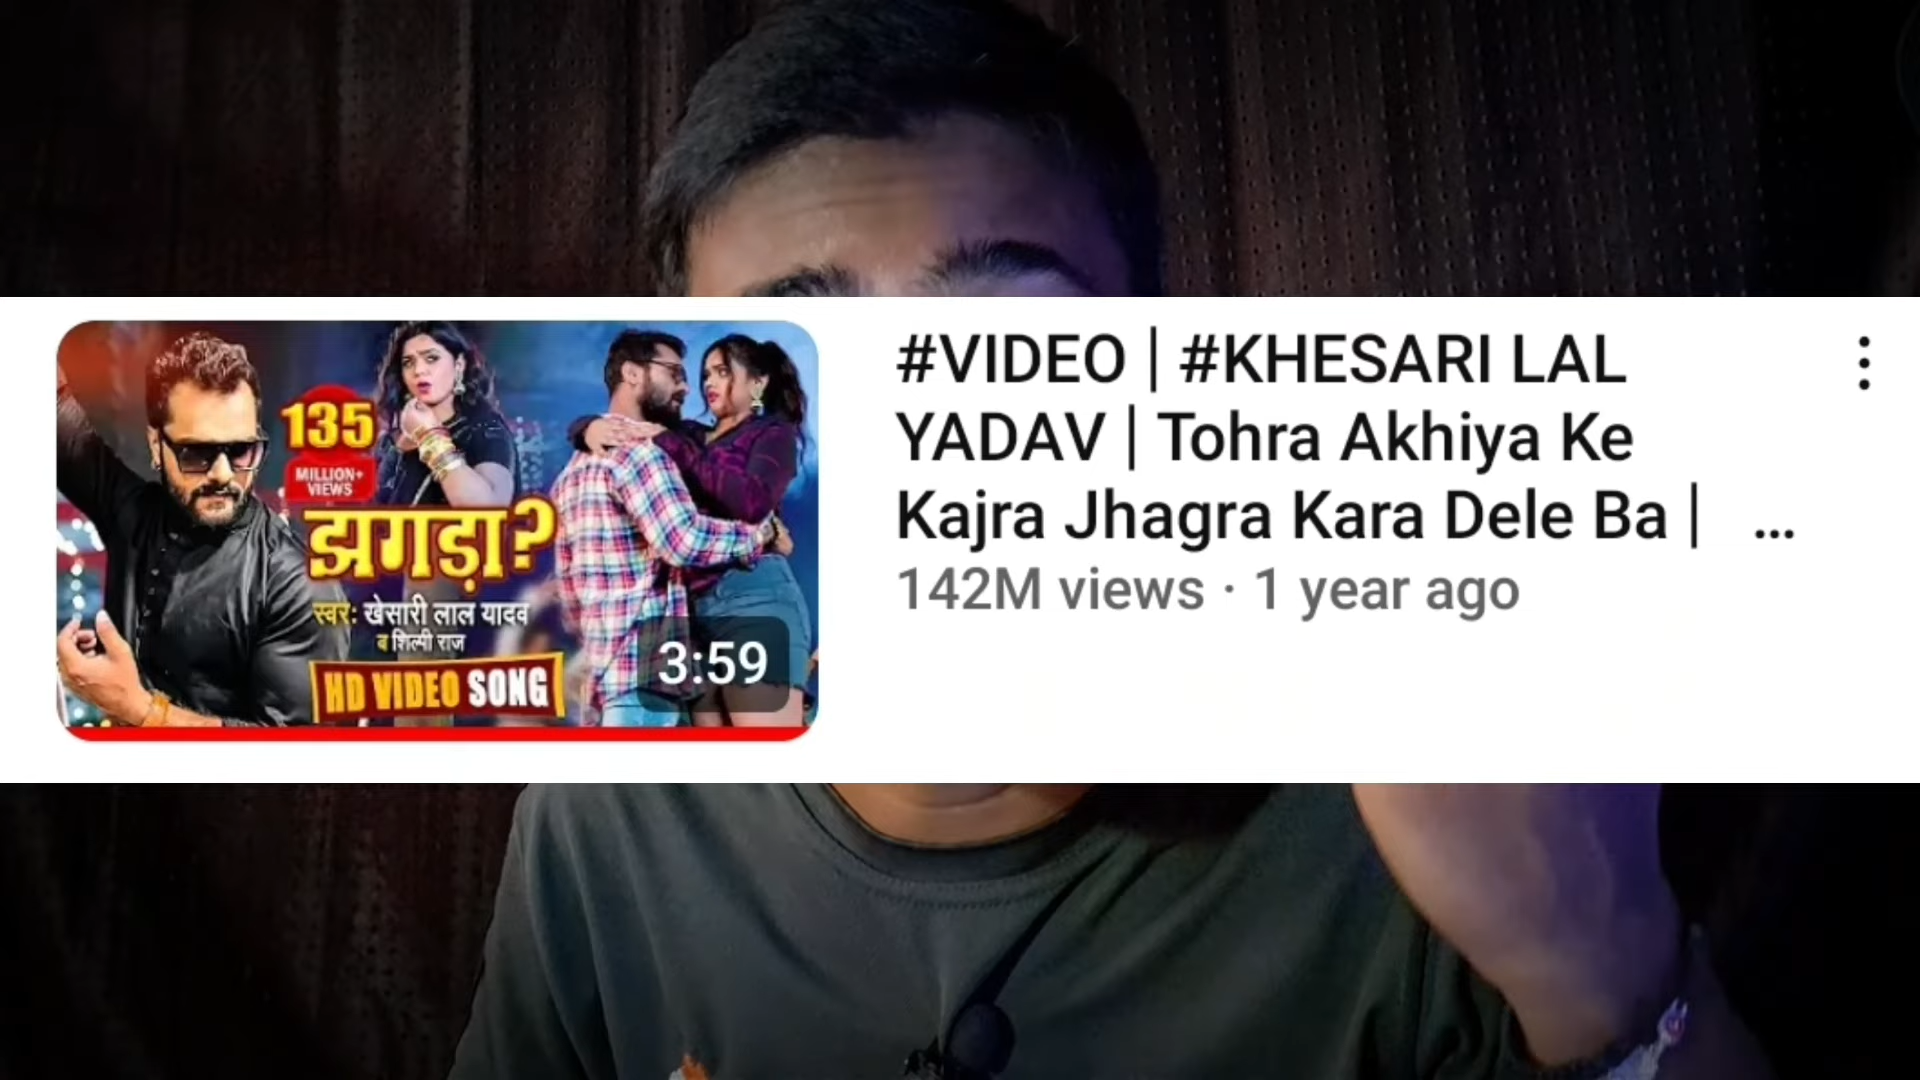 135
MILLION+
VIEWS
झगड़ा?
स्वर: खेसारी लाल यादव
व शिल्पी राज
HD VIDEO SONG
3:59
#VIDEO | #KHESARI LAL
YADAV | Tohra Akhiya Ke
Kajra Jhagra Kara Dele Ba | ...
142M views · 1 year ago